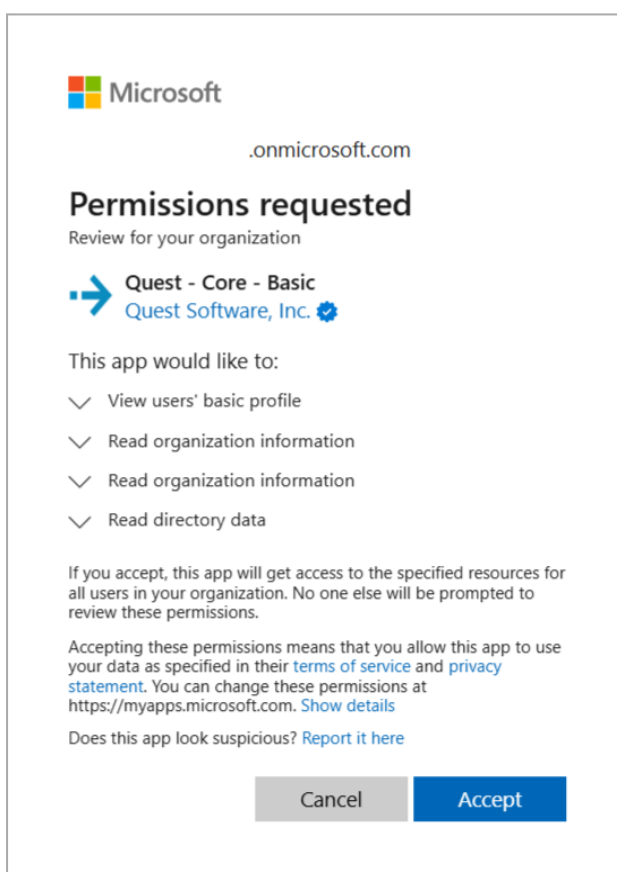 Microsoft
.onmicrosoft.com
Permissions requested
Review for your organization
Quest - Core - Basic
Quest Software, Inc.
This app would like to:
View users' basic profile
Read organization information
Read organization information
Read directory data
If you accept, this app will get access to the specified resources for
all users in your organization. No one else will be prompted to
review these permissions.
Accepting these permissions means that you allow this app to use
your data as specified in their terms of service and privacy
statement. You can change these permissions at
https://myapps.microsoft.com. Show details
Does this app look suspicious? Report it here
Cancel
Accept